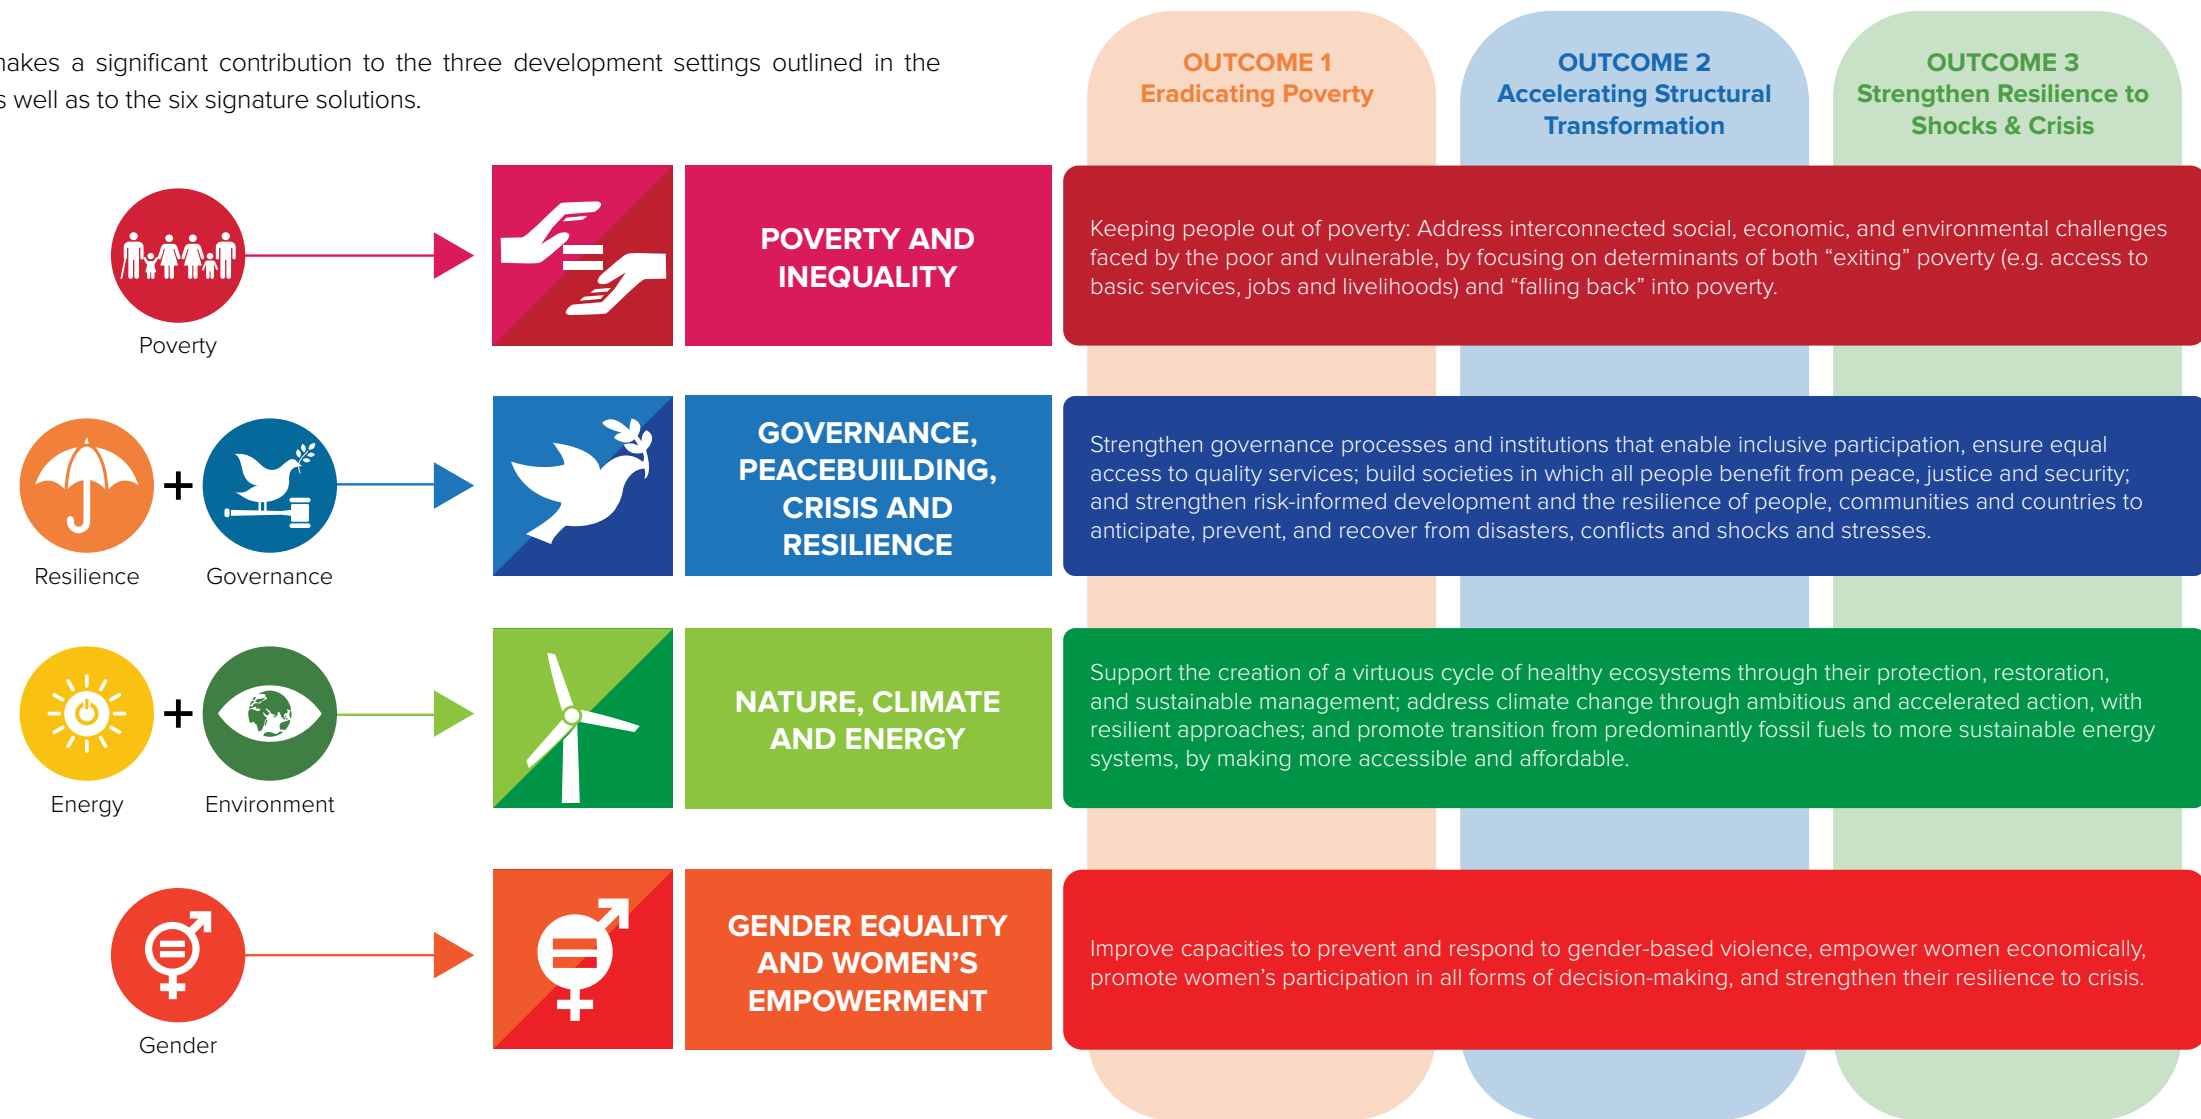 makes a significant contribution to the three development settings outlined in the
s well as to the six signature solutions.
OUTCOME 1
Eradicating Poverty
OUTCOME 2
Accelerating Structural
Transformation
OUTCOME 3
Strengthen Resilience to
Shocks & Crisis
Poverty
POVERTY AND
INEQUALITY
Keeping people out of poverty: Address interconnected social, economic, and environmental challenges
faced by the poor and vulnerable, by focusing on determinants of both “exiting” poverty (e.g. access to
basic services, jobs and livelihoods) and “falling back” into poverty.
Resilience
+
Governance
GOVERNANCE,
PEACEBUIILDING,
CRISIS AND
RESILIENCE
Strengthen governance processes and institutions that enable inclusive participation, ensure equal
access to quality services; build societies in which all people benefit from peace, justice and security;
and strengthen risk-informed development and the resilience of people, communities and countries to
anticipate, prevent, and recover from disasters, conflicts and shocks and stresses.
Energy
+
Environment
NATURE, CLIMATE
AND ENERGY
Support the creation of a virtuous cycle of healthy ecosystems through their protection, restoration,
and sustainable management; address climate change through ambitious and accelerated action, with
resilient approaches; and promote transition from predominantly fossil fuels to more sustainable energy
systems, by making more accessible and affordable.
Gender
GENDER EQUALITY
AND WOMEN’S
EMPOWERMENT
Improve capacities to prevent and respond to gender-based violence, empower women economically,
promote women’s participation in all forms of decision-making, and strengthen their resilience to crisis.